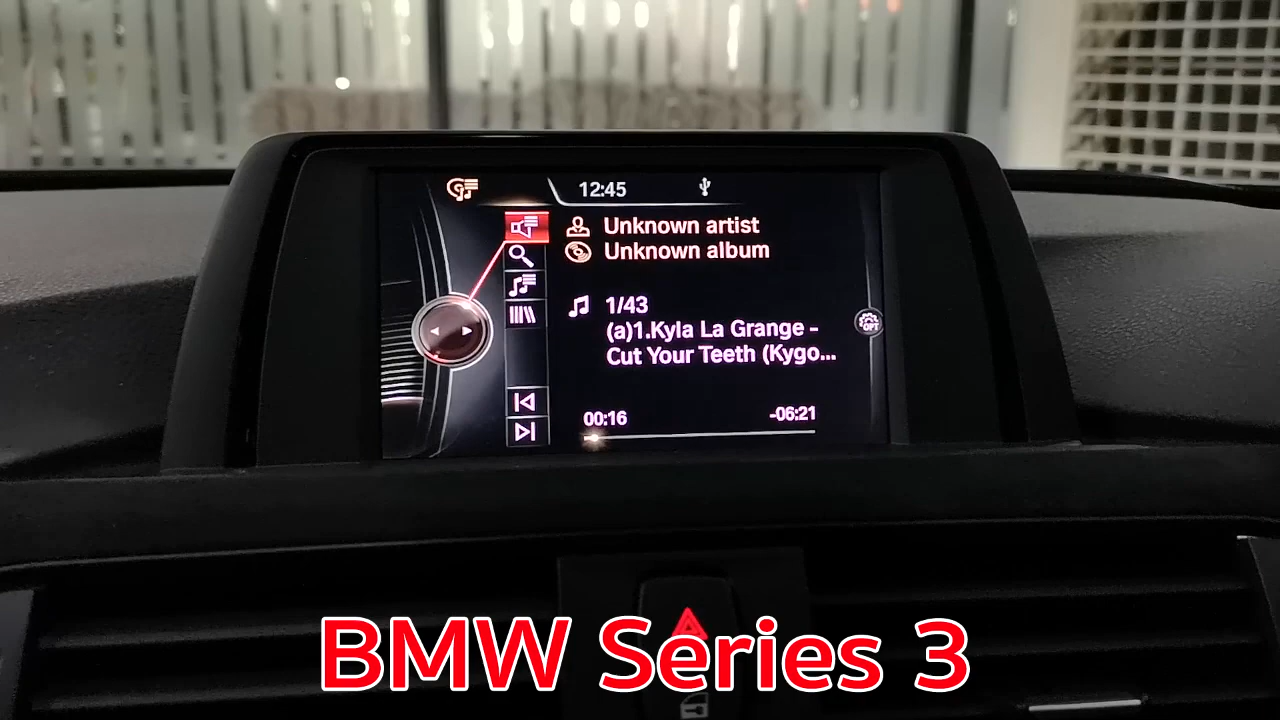 12:45
Unknown artist
Unknown album
1/43
(a)1.Kyla La Grange -
Cut Your Teeth (Kygo...
OPT
00:16 -06:21
BMW Series 3